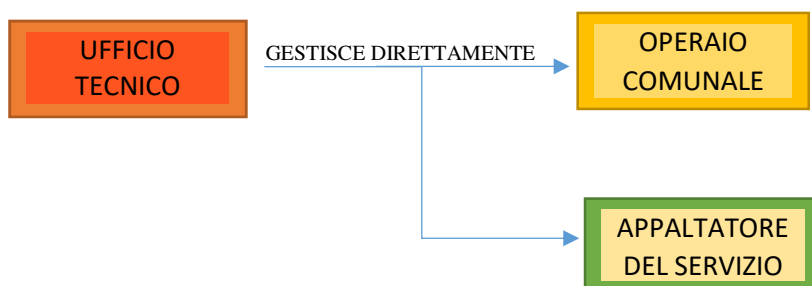 UFFICIO
TECNICO
GESTISCE DIRETTAMENTE
OPERAIO
COMUNALE
APPALTATORE
DEL SERVIZIO